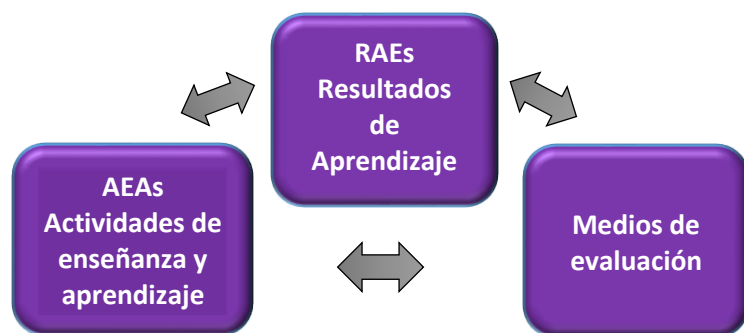 RAEs
Resultados
de
Aprendizaje
AEAs
Actividades de
enseñanza y
aprendizaje
Medios de
evaluación